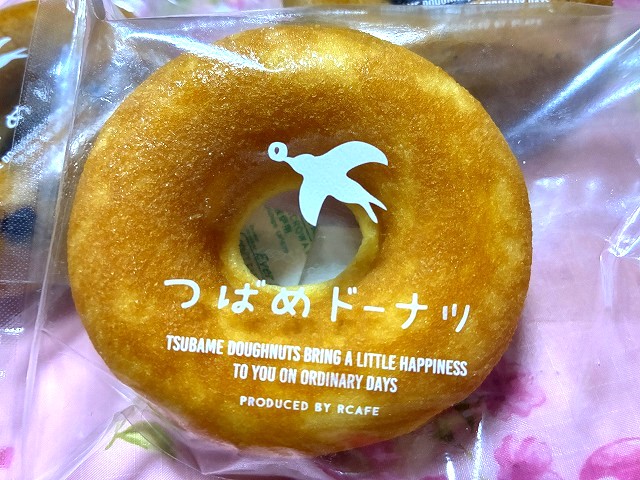 つばめドーナツ
TSUBAME DOUGHNUTS BRING A LITTLE HAPPINESS
TO YOU ON ORDINARY DAYS
PRODUCED BY RCAFE